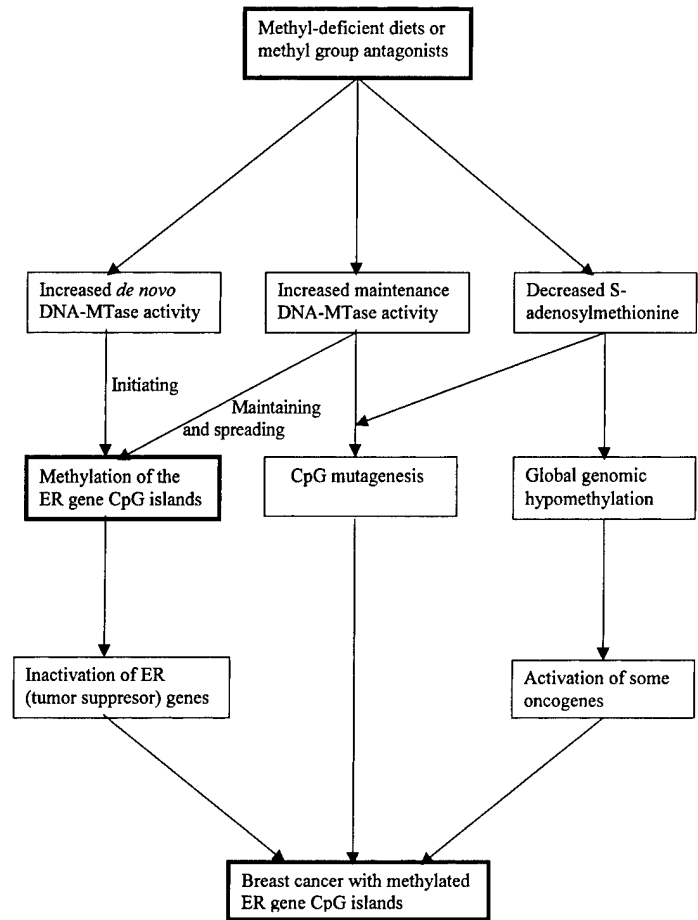 Methyl-deficient diets or
methyl group antagonists
Increased de novo
DNA-MTase activity
Increased maintenance
DNA-MTase activity
Decreased S-
adenosylmethionine
Initiating
Maintaining
and spreading
Methylation of the
ER gene CpG islands
CpG mutagenesis
Global genomic
hypomethylation
Inactivation of ER
(tumor suppresor) genes
Activation of some
oncogenes
Breast cancer with methylated
ER gene CpG islands